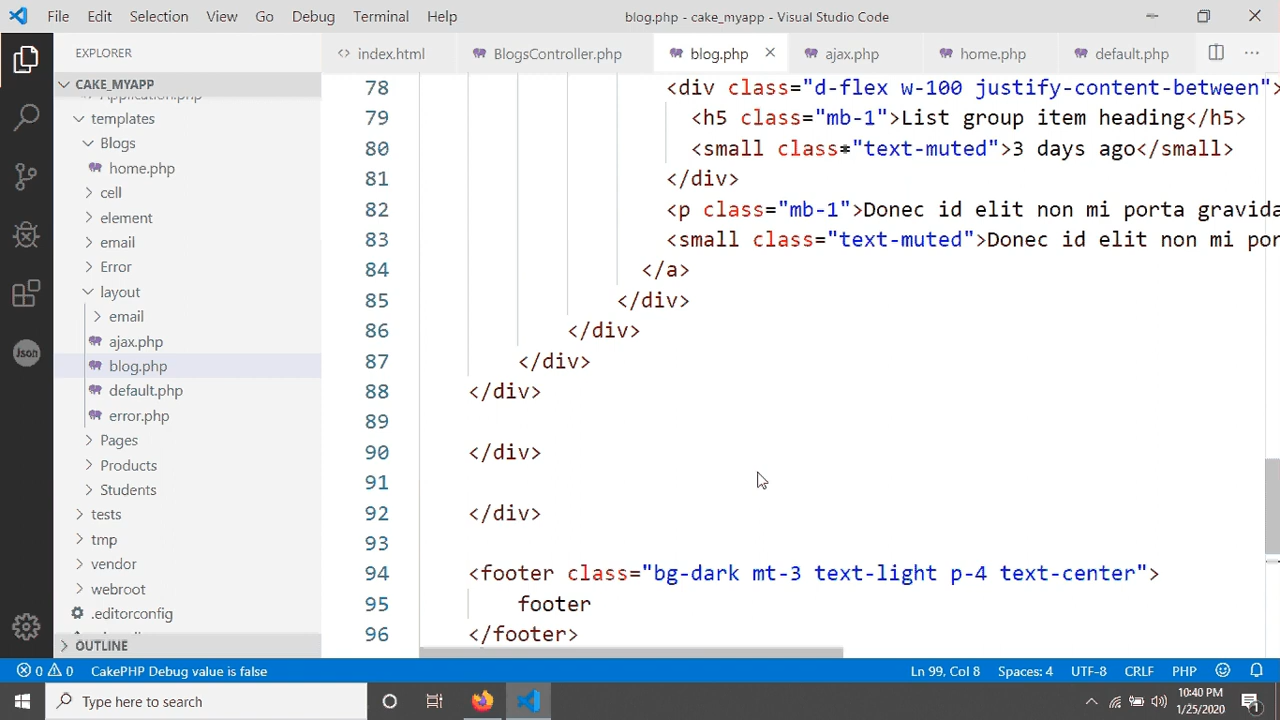 File Edit Selection View Go Debug Terminal Help blog.php - cake_myapp - Visual Studio Code
EXPLORER
index.html BlogsController.php blog.php ajax.php home.php default.php
CAKE_MYAPP
Application.php
templates
Blogs
home.php
cell
element
email
Error
layout
email
ajax.php
blog.php
default.php
error.php
Pages
Products
Students
tests
tmp
vendor
webroot
.editorconfig
OUTLINE
78 <div class="d-flex w-100 justify-content-between">
79 <h5 class="mb-1">List group item heading</h5>
80 <small class="text-muted">3 days ago</small>
81 </div>
82 <p class="mb-1">Donec id elit non mi porta gravida
83 <small class="text-muted">Donec id elit non mi por
84 </a>
85 </div>
86 </div>
87 </div>
88 </div>
89
90 </div>
91
92 </div>
93
94 <footer class="bg-dark mt-3 text-light p-4 text-center">
95 footer
96 </footer>
Json
0 0 CakePHP Debug value is false Ln 99, Col 8 Spaces: 4 UTF-8 CRLF PHP
Type here to search
10:40 PM
1/25/2020
1